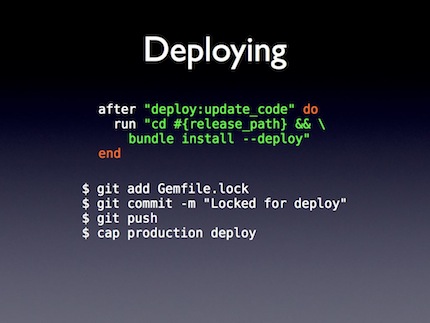 Deploying
after "deploy:update_code" do
run "cd #{release_path} && \
bundle install --deploy"
end
$ git add Gemfile.lock
$ git commit -m "Locked for deploy"
$ git push
$ cap production deploy